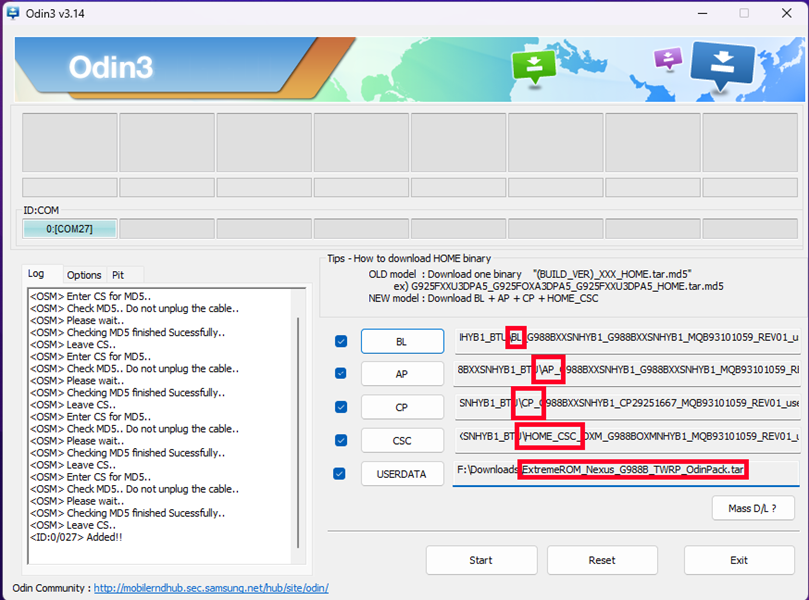 Odin3 v3.14
Odin3
ID:COM
0:[COM27]
Log Options Pit
<OSM> Enter CS for MD5..
<OSM> Check MD5.. Do not unplug the cable..
<OSM> Please wait..
<OSM> Checking MD5 finished Sucessfully..
<OSM> Leave CS..
<OSM> Enter CS for MD5..
<OSM> Check MD5.. Do not unplug the cable..
<OSM> Please wait..
<OSM> Checking MD5 finished Sucessfully..
<OSM> Leave CS..
<OSM> Enter CS for MD5..
<OSM> Check MD5.. Do not unplug the cable..
<OSM> Please wait..
<OSM> Checking MD5 finished Sucessfully..
<OSM> Leave CS..
<OSM> Enter CS for MD5..
<OSM> Check MD5.. Do not unplug the cable..
<OSM> Please wait..
<OSM> Checking MD5 finished Sucessfully..
<OSM> Leave CS..
<ID:0/027> Added!!
Tips - How to download HOME binary
OLD model : Download one binary "(BUILD_VER)_XXX_HOME.tar.md5"
ex) G925FXXU3DPA5_G925FOXA3DPA5_G925FXXU3DPA5_HOME.tar.md5
NEW model : Download BL + AP + CP + HOME_CSC
BL IHYB1_BTU\BL_G988BXXSNHYB1_G988BXXSNHYB1_MQB93101059_REV01_u
AP 8BXXSNHYB1_BTU\AP_G988BXXSNHYB1_G988BXXSNHYB1_MQB93101059_RI
CP SNHYB1_BTU\CP_G988BXXSNHYB1_CP29251667_MQB93101059_REV01_use
CSC KSNHYB1_BTU\HOME_CSC_OXM_G988BOXMNHYB1_MQB93101059_REV01_u
USERDATA F:\Downloads\ExtremeROM_Nexus_G988B_TWRP_OdinPack.tar
Mass D/L ?
Start Reset Exit
Odin Community : http://mobilerndhub.sec.samsung.net/hub/site/odin/